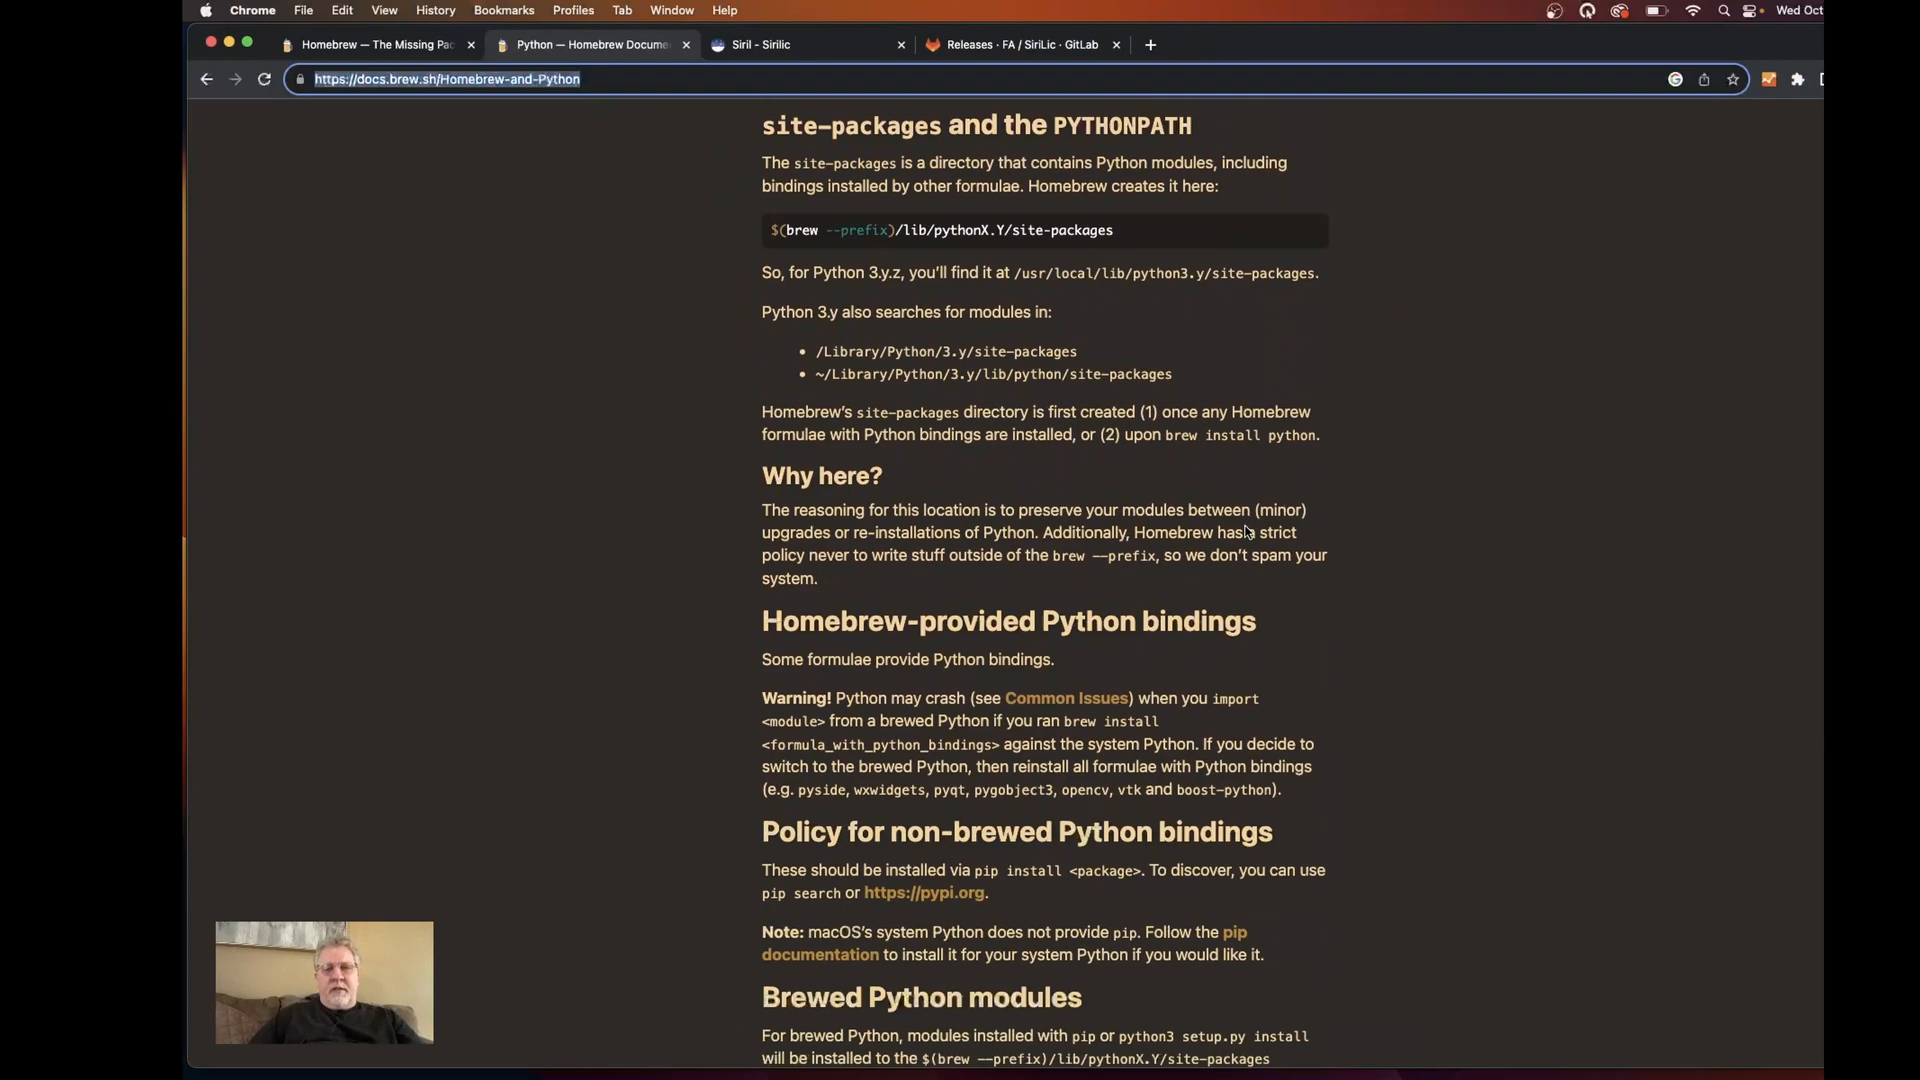 Chrome File Edit View History Bookmarks Profiles Tab Window Help Wed Oct
Homebrew — The Missing Pac
Python — Homebrew Docume
Siril - Sirilic
Releases · FA / SiriLic · GitLab
https://docs.brew.sh/Homebrew-and-Python
site-packages and the PYTHONPATH
The site-packages is a directory that contains Python modules, including
bindings installed by other formulae. Homebrew creates it here:
$(brew --prefix)/lib/pythonX.Y/site-packages
So, for Python 3.y.z, you’ll find it at /usr/local/lib/python3.y/site-packages.
Python 3.y also searches for modules in:
• /Library/Python/3.y/site-packages
• ~/Library/Python/3.y/lib/python/site-packages
Homebrew’s site-packages directory is first created (1) once any Homebrew
formulae with Python bindings are installed, or (2) upon brew install python.
Why here?
The reasoning for this location is to preserve your modules between (minor)
upgrades or re-installations of Python. Additionally, Homebrew has a strict
policy never to write stuff outside of the brew --prefix, so we don’t spam your
system.
Homebrew-provided Python bindings
Some formulae provide Python bindings.
Warning! Python may crash (see Common Issues) when you import
<module> from a brewed Python if you ran brew install
<formula_with_python_bindings> against the system Python. If you decide to
switch to the brewed Python, then reinstall all formulae with Python bindings
(e.g. pyside, wxwidgets, pyqt, pygobject3, opencv, vtk and boost-python).
Policy for non-brewed Python bindings
These should be installed via pip install <package>. To discover, you can use
pip search or https://pypi.org.
Note: macOS’s system Python does not provide pip. Follow the pip
documentation to install it for your system Python if you would like it.
Brewed Python modules
For brewed Python, modules installed with pip or python3 setup.py install
will be installed to the $(brew --prefix)/lib/pythonX.Y/site-packages